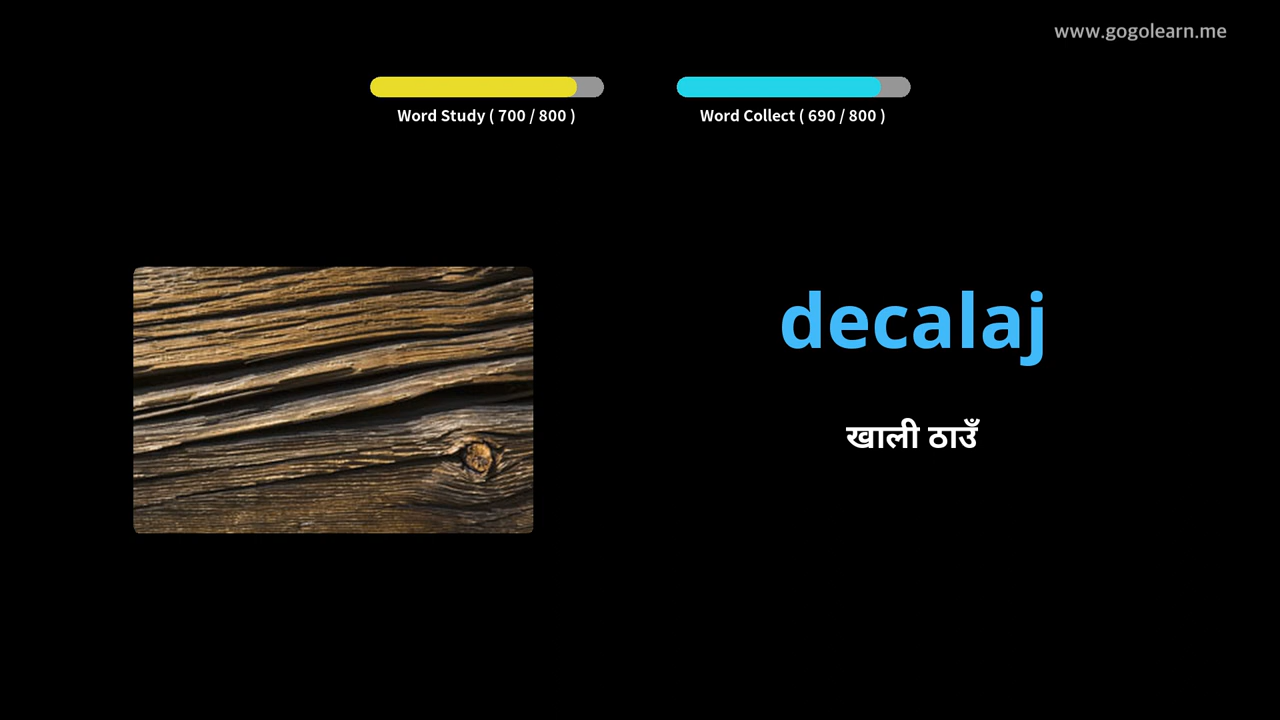 www.gogolearn.me
Word Study ( 700 / 800 )
Word Collect ( 690 / 800 )
decalaj
खाली ठाउँ